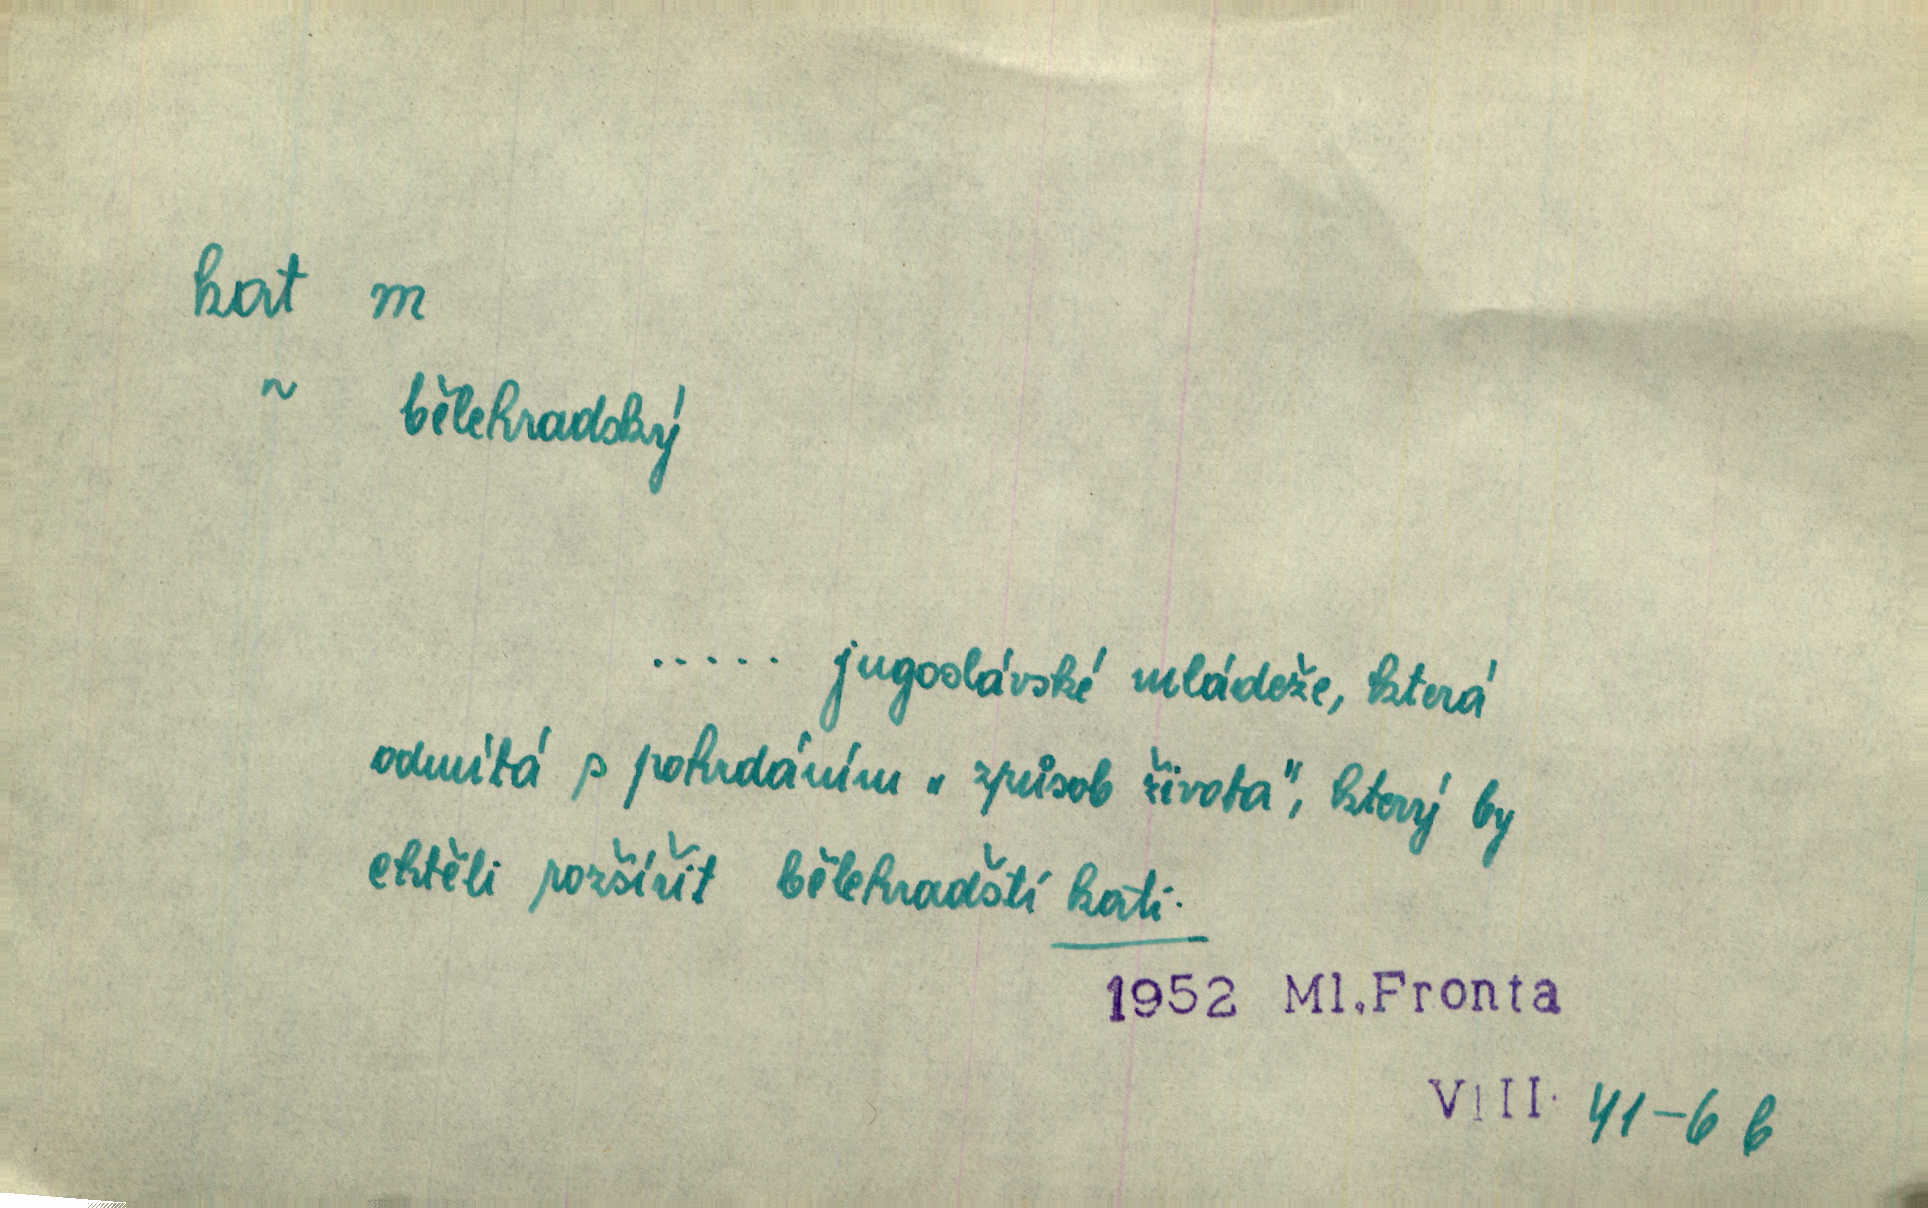 kat m
~ bělehradský
..... jugoslávské mládeže, která
odmítá s pohrdáním „způsob života", který by
chtěli rozšířit bělehradští kati.
1952 Ml.Fronta
VIII. 41-6 b